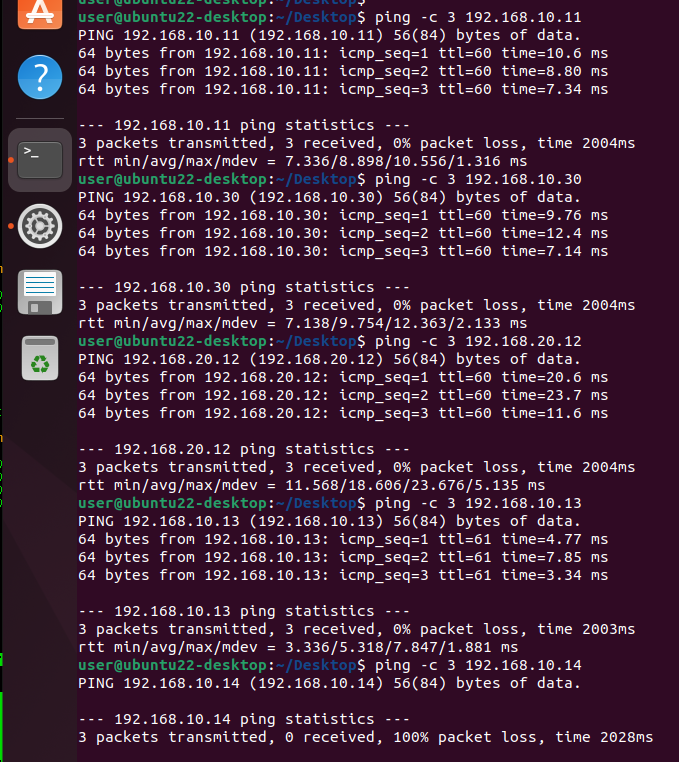 user@ubuntu22-desktop:~/Desktop$
user@ubuntu22-desktop:~/Desktop$ ping -c 3 192.168.10.11
PING 192.168.10.11 (192.168.10.11) 56(84) bytes of data.
64 bytes from 192.168.10.11: icmp_seq=1 ttl=60 time=10.6 ms
64 bytes from 192.168.10.11: icmp_seq=2 ttl=60 time=8.80 ms
64 bytes from 192.168.10.11: icmp_seq=3 ttl=60 time=7.34 ms
--- 192.168.10.11 ping statistics ---
3 packets transmitted, 3 received, 0% packet loss, time 2004ms
rtt min/avg/max/mdev = 7.336/8.898/10.556/1.316 ms
user@ubuntu22-desktop:~/Desktop$ ping -c 3 192.168.10.30
PING 192.168.10.30 (192.168.10.30) 56(84) bytes of data.
64 bytes from 192.168.10.30: icmp_seq=1 ttl=60 time=9.76 ms
64 bytes from 192.168.10.30: icmp_seq=2 ttl=60 time=12.4 ms
64 bytes from 192.168.10.30: icmp_seq=3 ttl=60 time=7.14 ms
--- 192.168.10.30 ping statistics ---
3 packets transmitted, 3 received, 0% packet loss, time 2004ms
rtt min/avg/max/mdev = 7.138/9.754/12.363/2.133 ms
user@ubuntu22-desktop:~/Desktop$ ping -c 3 192.168.20.12
PING 192.168.20.12 (192.168.20.12) 56(84) bytes of data.
64 bytes from 192.168.20.12: icmp_seq=1 ttl=60 time=20.6 ms
64 bytes from 192.168.20.12: icmp_seq=2 ttl=60 time=23.7 ms
64 bytes from 192.168.20.12: icmp_seq=3 ttl=60 time=11.6 ms
--- 192.168.20.12 ping statistics ---
3 packets transmitted, 3 received, 0% packet loss, time 2004ms
rtt min/avg/max/mdev = 11.568/18.606/23.676/5.135 ms
user@ubuntu22-desktop:~/Desktop$ ping -c 3 192.168.10.13
PING 192.168.10.13 (192.168.10.13) 56(84) bytes of data.
64 bytes from 192.168.10.13: icmp_seq=1 ttl=61 time=4.77 ms
64 bytes from 192.168.10.13: icmp_seq=2 ttl=61 time=7.85 ms
64 bytes from 192.168.10.13: icmp_seq=3 ttl=61 time=3.34 ms
--- 192.168.10.13 ping statistics ---
3 packets transmitted, 3 received, 0% packet loss, time 2003ms
rtt min/avg/max/mdev = 3.336/5.318/7.847/1.881 ms
user@ubuntu22-desktop:~/Desktop$ ping -c 3 192.168.10.14
PING 192.168.10.14 (192.168.10.14) 56(84) bytes of data.
--- 192.168.10.14 ping statistics ---
3 packets transmitted, 0 received, 100% packet loss, time 2028ms